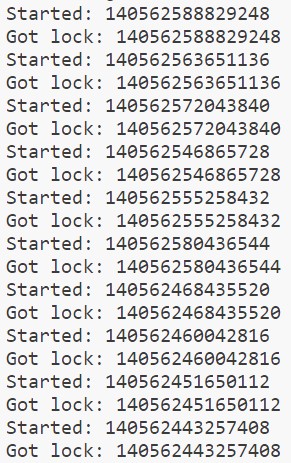 Started: 140562588829248
Got lock: 140562588829248
Started: 140562563651136
Got lock: 140562563651136
Started: 140562572043840
Got lock: 140562572043840
Started: 140562546865728
Got lock: 140562546865728
Started: 140562555258432
Got lock: 140562555258432
Started: 140562580436544
Got lock: 140562580436544
Started: 140562468435520
Got lock: 140562468435520
Started: 140562460042816
Got lock: 140562460042816
Started: 140562451650112
Got lock: 140562451650112
Started: 140562443257408
Got lock: 140562443257408